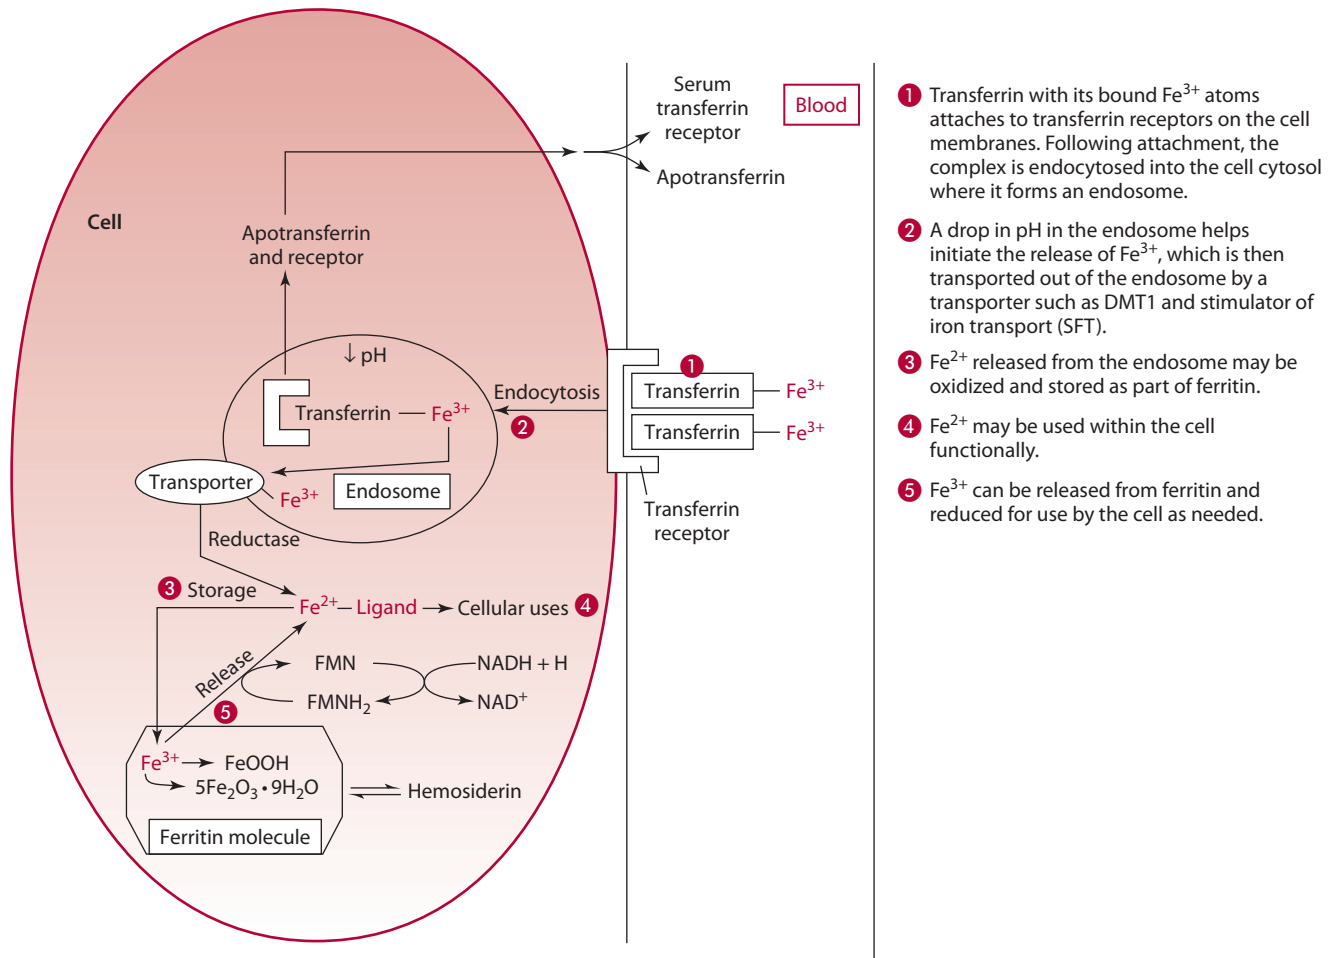 Serum
transferrin
receptor
Blood
Apotransferrin
Cell
Apotransferrin
and receptor
↓ pH
Transferrin — Fe³⁺
Endocytosis
2
1
Transferrin — Fe³⁺
Transferrin — Fe³⁺
Transporter
Fe³⁺
Endosome
Transferrin
receptor
Reductase
3 Storage
Fe²⁺ — Ligand → Cellular uses 4
Release
5
FMN
NADH + H
FMNH₂
NAD⁺
Fe³⁺ → FeOOH
5Fe₂O₃ • 9H₂O
Hemosiderin
Ferritin molecule
1 Transferrin with its bound Fe³⁺ atoms
attaches to transferrin receptors on the cell
membranes. Following attachment, the
complex is endocytosed into the cell cytosol
where it forms an endosome.
2 A drop in pH in the endosome helps
initiate the release of Fe³⁺, which is then
transported out of the endosome by a
transporter such as DMT1 and stimulator of
iron transport (SFT).
3 Fe²⁺ released from the endosome may be
oxidized and stored as part of ferritin.
4 Fe²⁺ may be used within the cell
functionally.
5 Fe³⁺ can be released from ferritin and
reduced for use by the cell as needed.